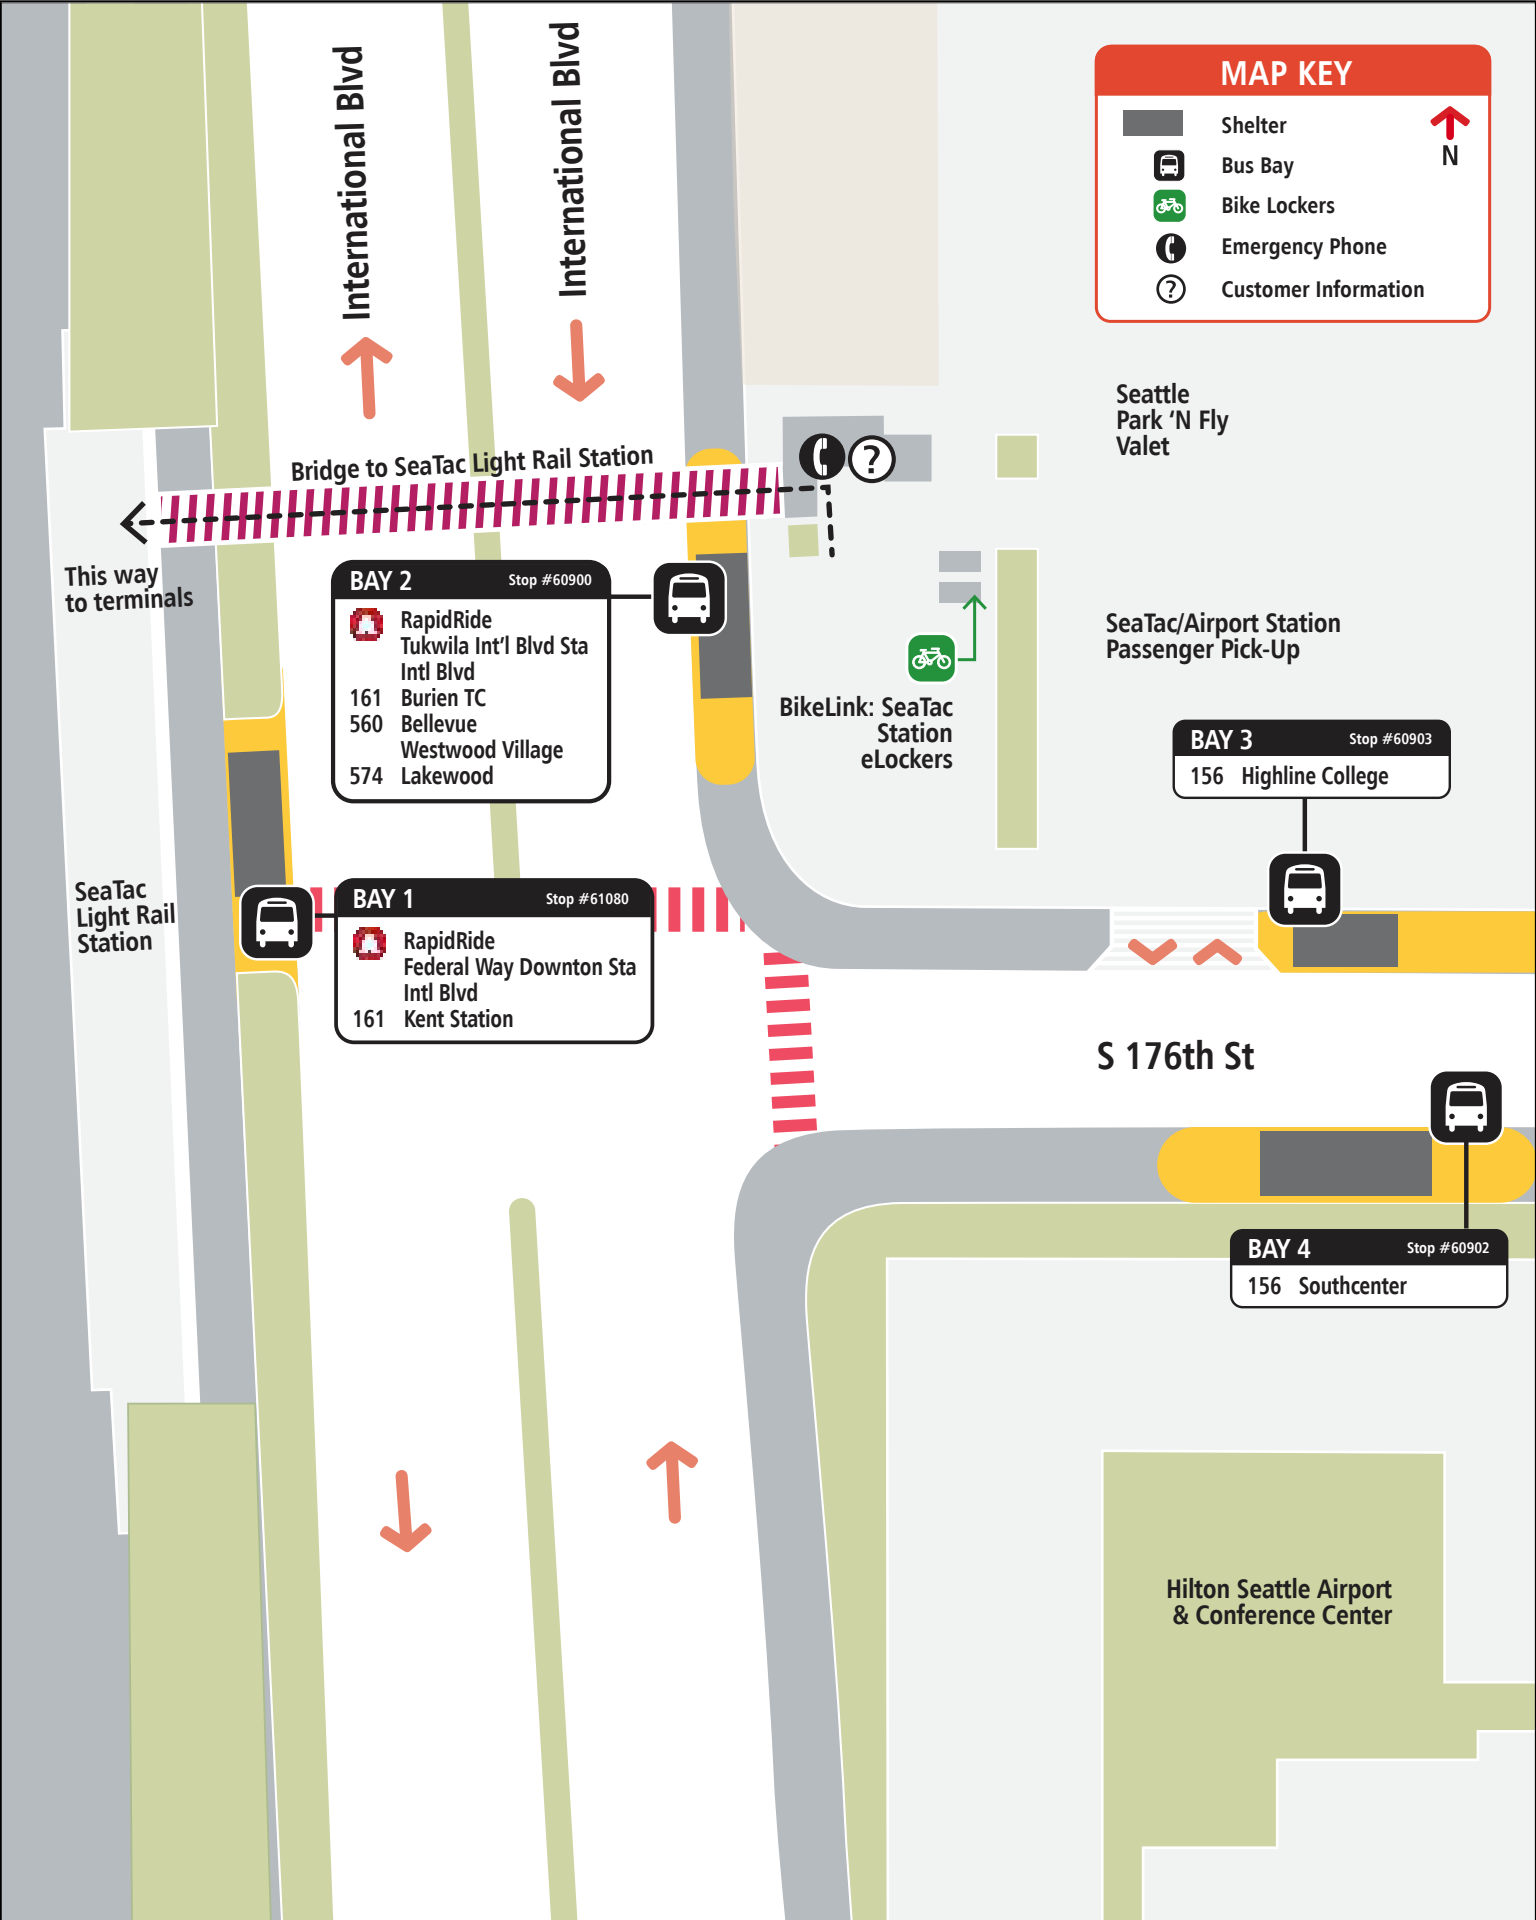 International Blvd
International Blvd
MAP KEY
Shelter
Bus Bay
Bike Lockers
Emergency Phone
? Customer Information
N
Seattle
Park ‘N Fly
Valet
Bridge to SeaTac Light Rail Station
?
This way
to terminals
BAY 2 Stop #60900
RapidRide
Tukwila Int’l Blvd Sta
Intl Blvd
161 Burien TC
560 Bellevue
Westwood Village
574 Lakewood
SeaTac/Airport Station
Passenger Pick-Up
BikeLink: SeaTac
Station
eLockers
BAY 3 Stop #60903
156 Highline College
SeaTac
Light Rail
Station
BAY 1 Stop #61080
RapidRide
Federal Way Downton Sta
Intl Blvd
161 Kent Station
S 176th St
BAY 4 Stop #60902
156 Southcenter
Hilton Seattle Airport
& Conference Center